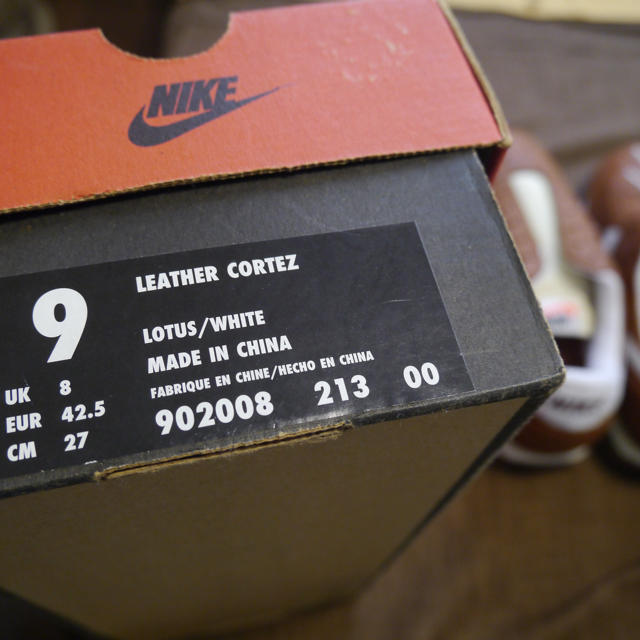 NIKE
9
LEATHER CORTEZ
LOTUS/WHITE
MADE IN CHINA
FABRIQUE EN CHINE/HECHO EN CHINA
902008 213 00
UK 8
EUR 42.5
CM 27